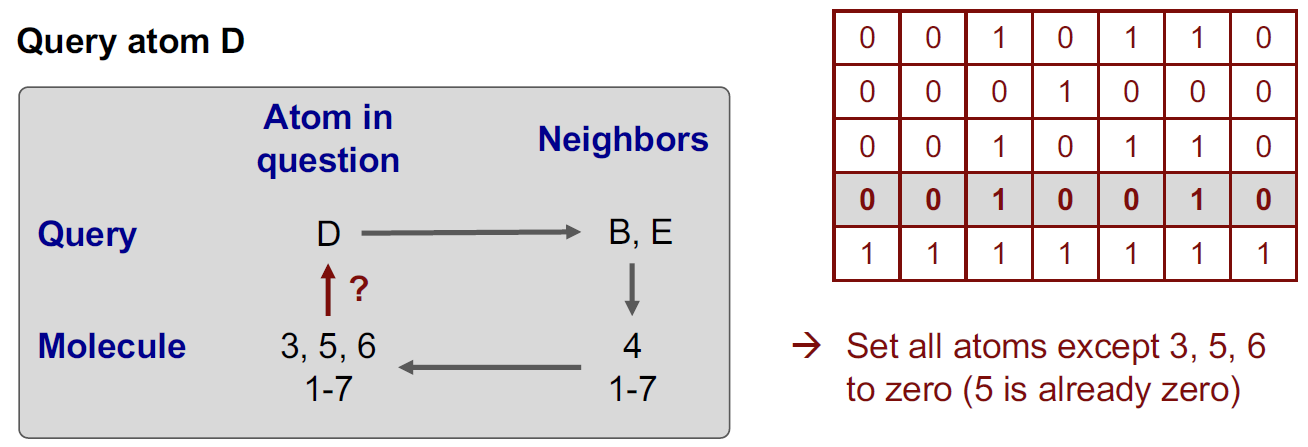 Query atom D
Atom in
question
Neighbors
Query
D
B, E
?
Molecule
3, 5, 6
4
1-7
1-7
0 0 1 0 1 1 0
0 0 0 1 0 0 0
0 0 1 0 1 1 0
0 0 1 0 0 1 0
1 1 1 1 1 1 1
→ Set all atoms except 3, 5, 6
to zero (5 is already zero)